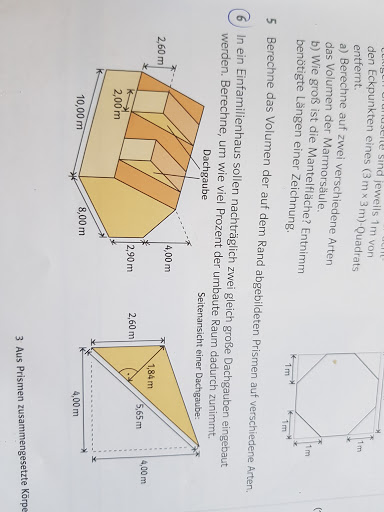 sind jeweils 1 m von
den Eckpunkten eines (3 m × 3 m)-Quadrats
entfernt.
a) Berechne auf zwei verschiedene Arten
das Volumen der Marmorsäule.
b) Wie groß ist die Mantelfläche? Entnimm
benötigte Längen einer Zeichnung.
1 m
1 m
1 m
1 m
5 Berechne das Volumen der auf dem Rand abgebildeten Prismen auf verschiedene Arten.
6 In ein Einfamilienhaus sollen nachträglich zwei gleich große Dachgauben eingebaut
werden. Berechne, um wie viel Prozent der umbaute Raum dadurch zunimmt.
Dachgaube
2,60 m
4,00 m
2,90 m
2,00 m
10,00 m
8,00 m
Seitenansicht einer Dachgaube:
1,84 m
5,65 m
2,60 m
4,00 m
4,00 m
3 Aus Prismen zusammengesetzte Körpe